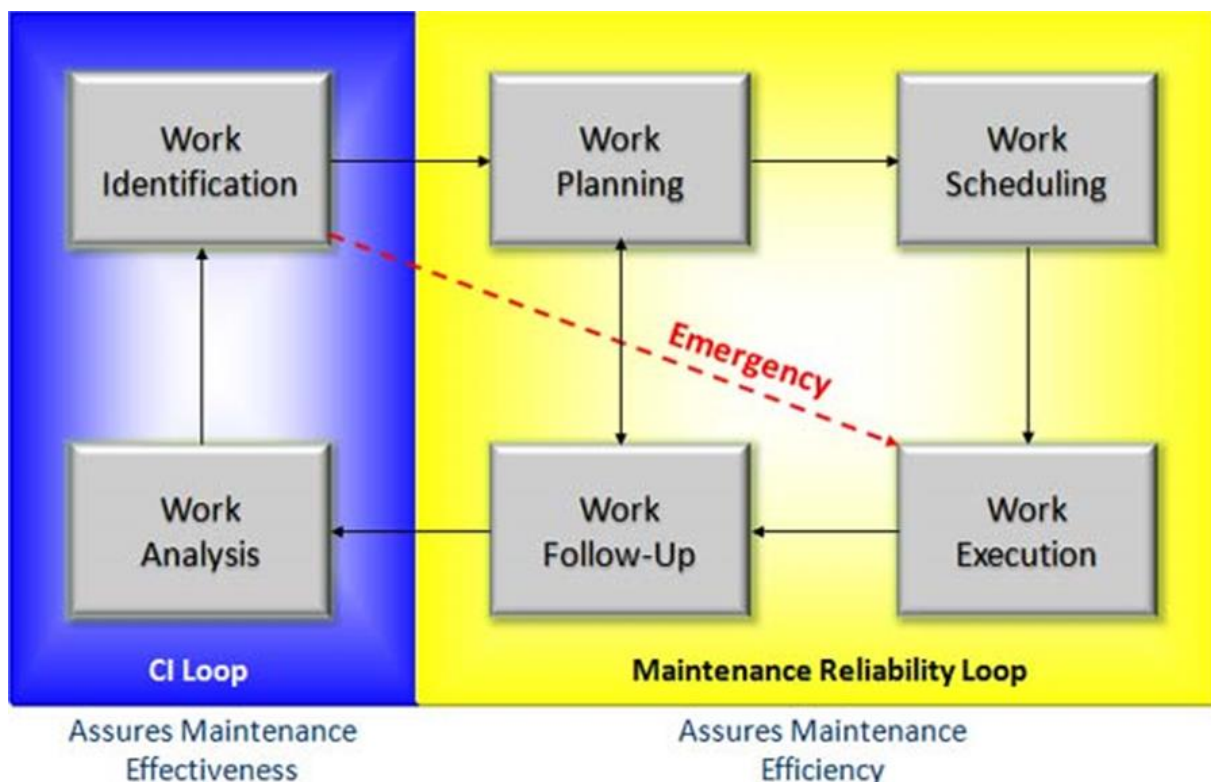 Work
Identification
Work
Planning
Work
Scheduling
Emergency
Work
Analysis
Work
Follow-Up
Work
Execution
CI Loop
Maintenance Reliability Loop
Assures Maintenance
Effectiveness
Assures Maintenance
Efficiency